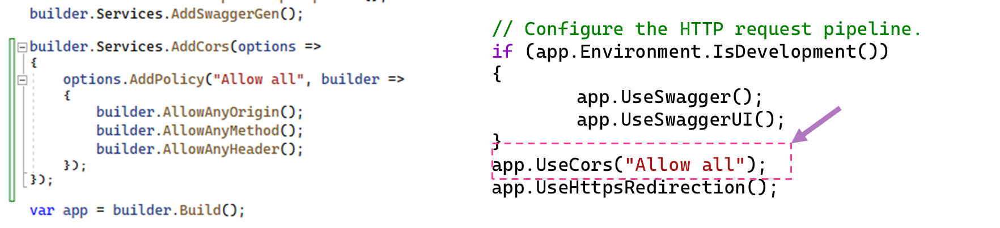 builder.Services.AddSwaggerGen();
builder.Services.AddCors(options =>
{
options.AddPolicy("Allow all", builder =>
{
builder.AllowAnyOrigin();
builder.AllowAnyMethod();
builder.AllowAnyHeader();
});
});
var app = builder.Build();
// Configure the HTTP request pipeline.
if (app.Environment.IsDevelopment())
{
app.UseSwagger();
app.UseSwaggerUI();
}
app.UseCors("Allow all");
app.UseHttpsRedirection();